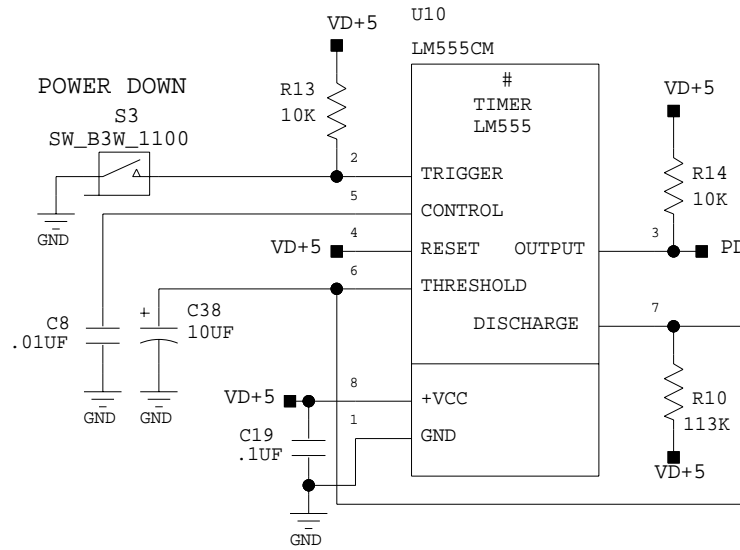 U10
LM555CM
VD+5
#
TIMER
LM555
POWER DOWN
S3
SW_B3W_1100
R13
10K
VD+5
R14
10K
2
TRIGGER
5
CONTROL
GND
4
VD+5
RESET
OUTPUT
3
PD
6
THRESHOLD
C8
.01UF
+
C38
10UF
7
DISCHARGE
GND
GND
VD+5
8
+VCC
R10
113K
C19
.1UF
1
GND
VD+5
GND